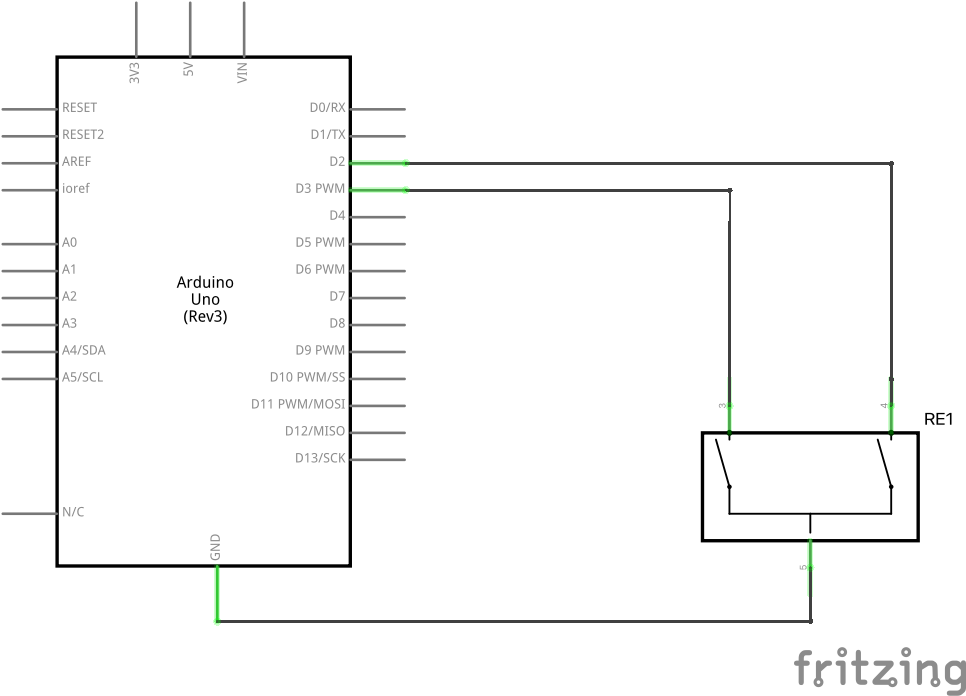 3V3
5V
VIN
RESET
RESET2
AREF
ioref
A0
A1
A2
A3
A4/SDA
A5/SCL
N/C
D0/RX
D1/TX
D2
D3 PWM
D4
D5 PWM
D6 PWM
D7
D8
D9 PWM
D10 PWM/SS
D11 PWM/MOSI
D12/MISO
D13/SCK
Arduino
Uno
(Rev3)
GND
3
4
RE1
5
fritzing